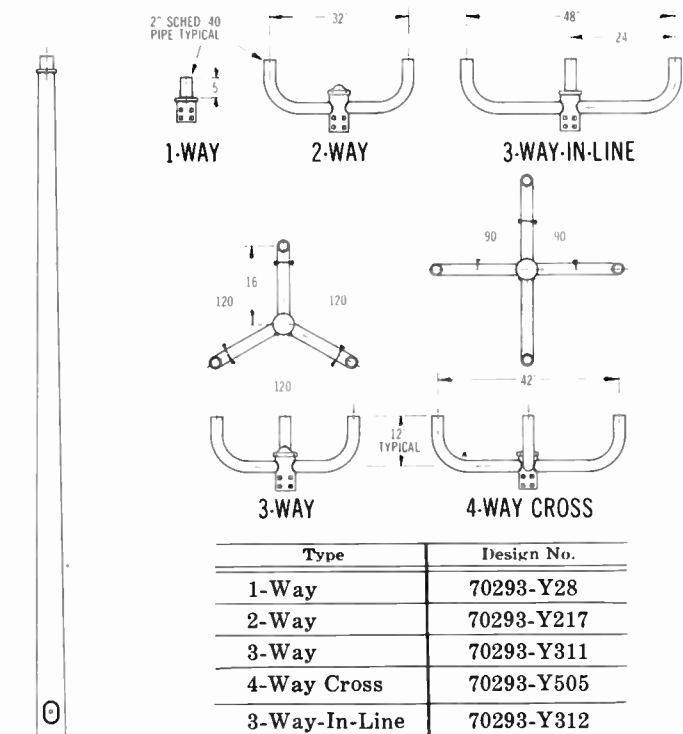 2" SCHED 40
PIPE TYPICAL
32"
48"
24
5
1-WAY
2-WAY
3-WAY-IN-LINE
90
90
16
120
120
120
42"
12"
TYPICAL
3-WAY
4-WAY CROSS
Type Design No.
1-Way 70293-Y28
2-Way 70293-Y217
3-Way 70293-Y311
4-Way Cross 70293-Y505
3-Way-In-Line 70293-Y312